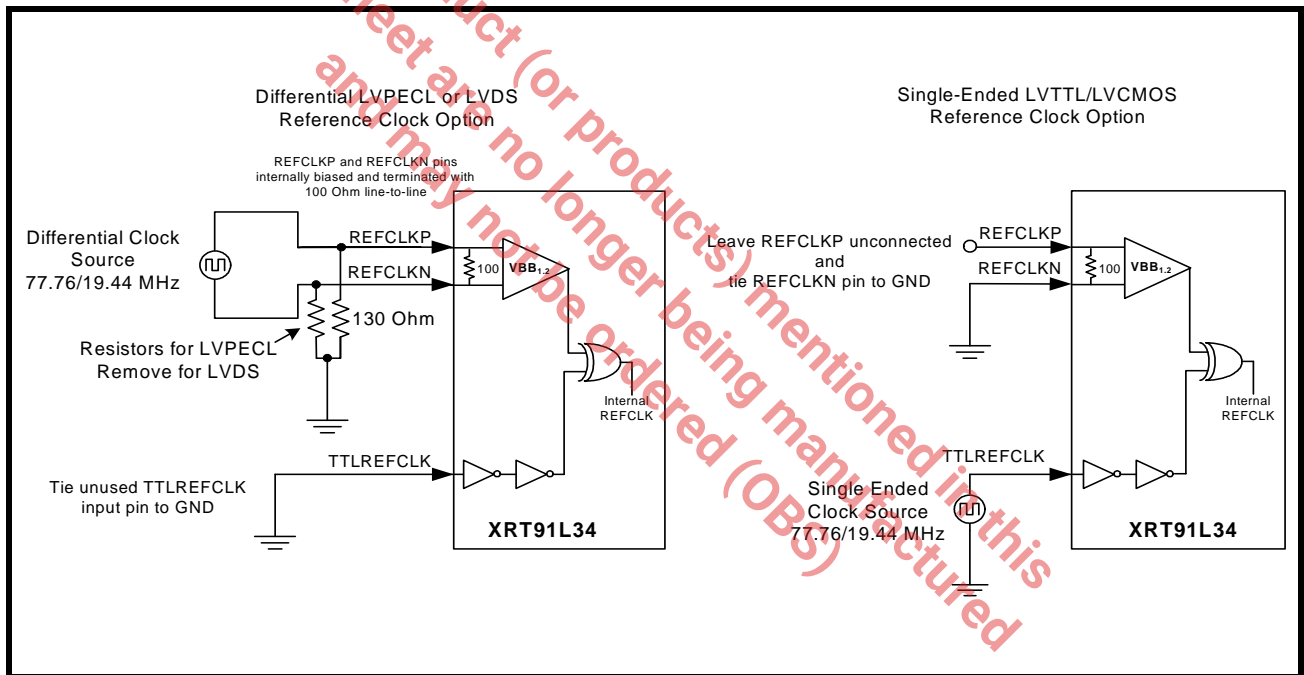 duct (or products) mentioned in this
heet are no longer being manufactured
and may not be ordered (OBS)
Differential LVPECL or LVDS
Reference Clock Option
REFCLKP and REFCLKN pins
internally biased and terminated with
100 Ohm line-to-line
Differential Clock
Source
77.76/19.44 MHz
REFCLKP
REFCLKN
100
VBB1.2
130 Ohm
Resistors for LVPECL
Remove for LVDS
Internal
REFCLK
TTLREFCLK
Tie unused TTLREFCLK
input pin to GND
XRT91L34
Single-Ended LVTTL/LVCMOS
Reference Clock Option
Leave REFCLKP unconnected
and
tie REFCLKN pin to GND
REFCLKP
REFCLKN
100
VBB1.2
Internal
REFCLK
TTLREFCLK
Single Ended
Clock Source
77.76/19.44 MHz
XRT91L34